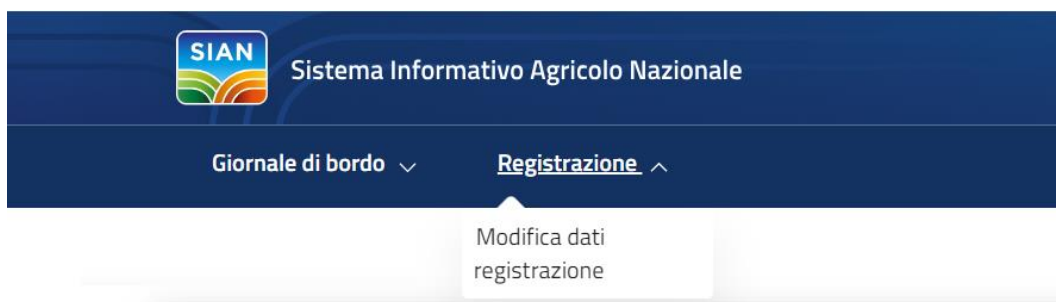 SIAN
Sistema Informativo Agricolo Nazionale
Giornale di bordo
Registrazione
Modifica dati
registrazione